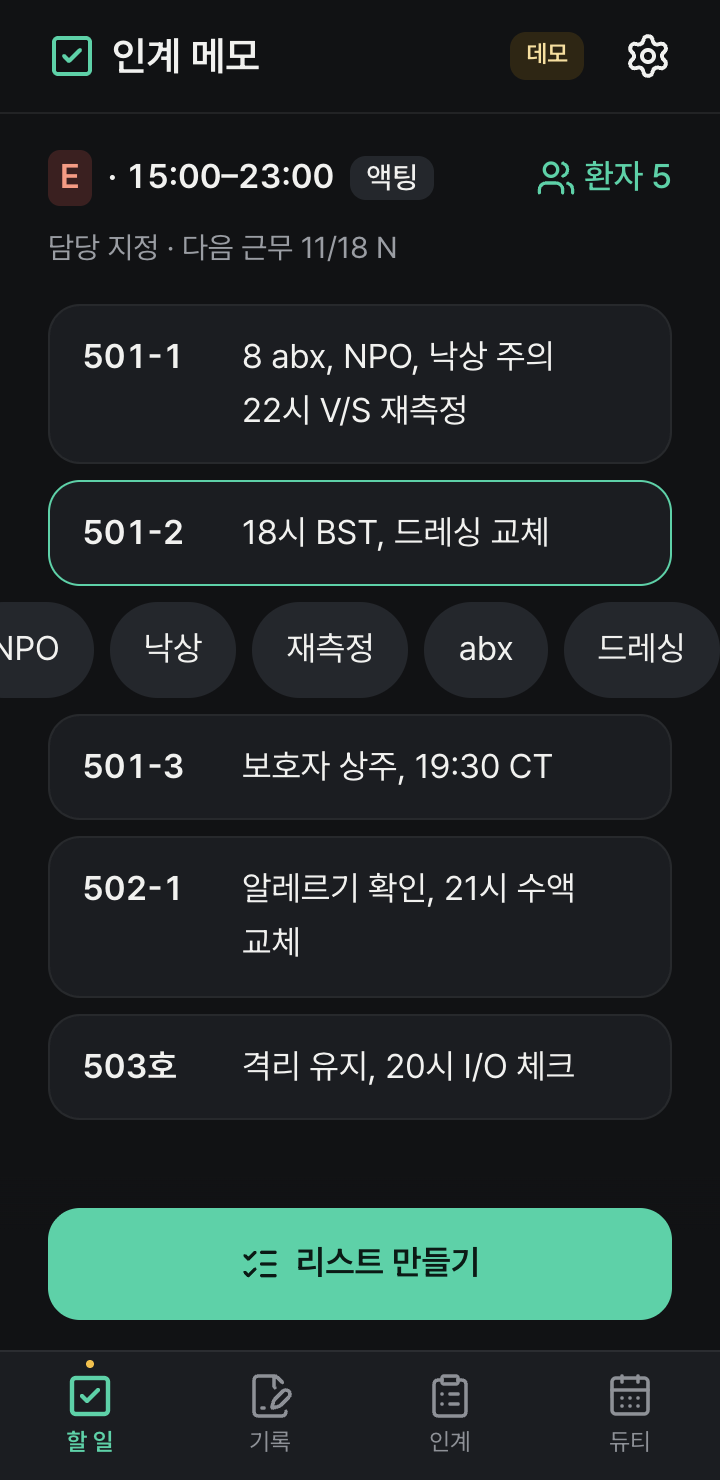 인계 메모
데모
E · 15:00–23:00 액팅
환자 5
담당 지정 · 다음 근무 11/18 N
501-1
8 abx, NPO, 낙상 주의
22시 V/S 재측정
501-2
18시 BST, 드레싱 교체
NPO
낙상
재측정
abx
드레싱
501-3
보호자 상주, 19:30 CT
502-1
알레르기 확인, 21시 수액
교체
503호
격리 유지, 20시 I/O 체크
리스트 만들기
할 일
기록
인계
듀티